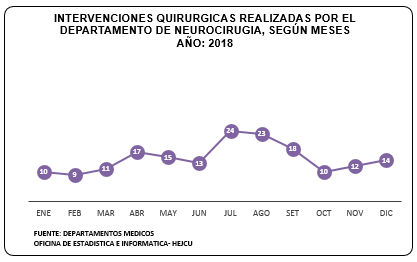 INTERVENCIONES QUIRURGICAS REALIZADAS POR EL
DEPARTAMENTO DE NEUROCIRUGIA, SEGÚN MESES
AÑO: 2018
10 9 11 17 15 13 24 23 18 10 12 14
ENE FEB MAR ABR MAY JUN JUL AGO SET OCT NOV DIC
FUENTE: DEPARTAMENTOS MEDICOS
OFICINA DE ESTADISTICA E INFORMATICA- HEJCU